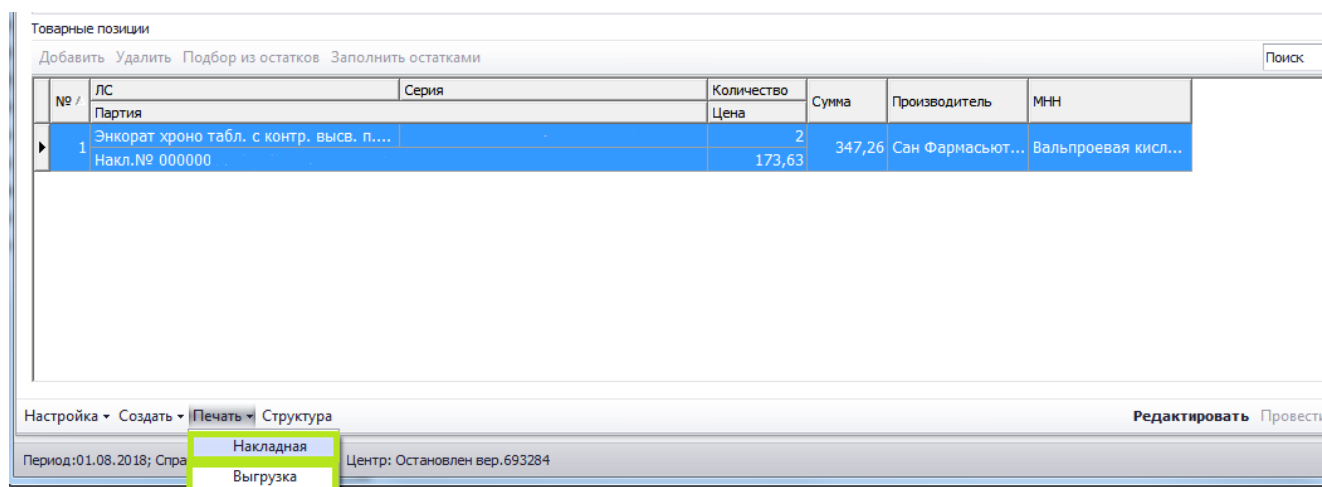 Товарные позиции
Добавить Удалить Подбор из остатков Заполнить остатками Поиск
№ ЛС Серия Количество Сумма Производитель МНН
Партия Цена
1 Энкорат хроно табл. с контр. высв. п.... 2 347,26 Сан Фармасьют... Вальпроевая кисл...
Накл.№ 000000 173,63
Настройка Создать Печать Структура Редактировать Провести
Накладная
Период:01.08.2018; Спра Центр: Остановлен вер.693284
Выгрузка